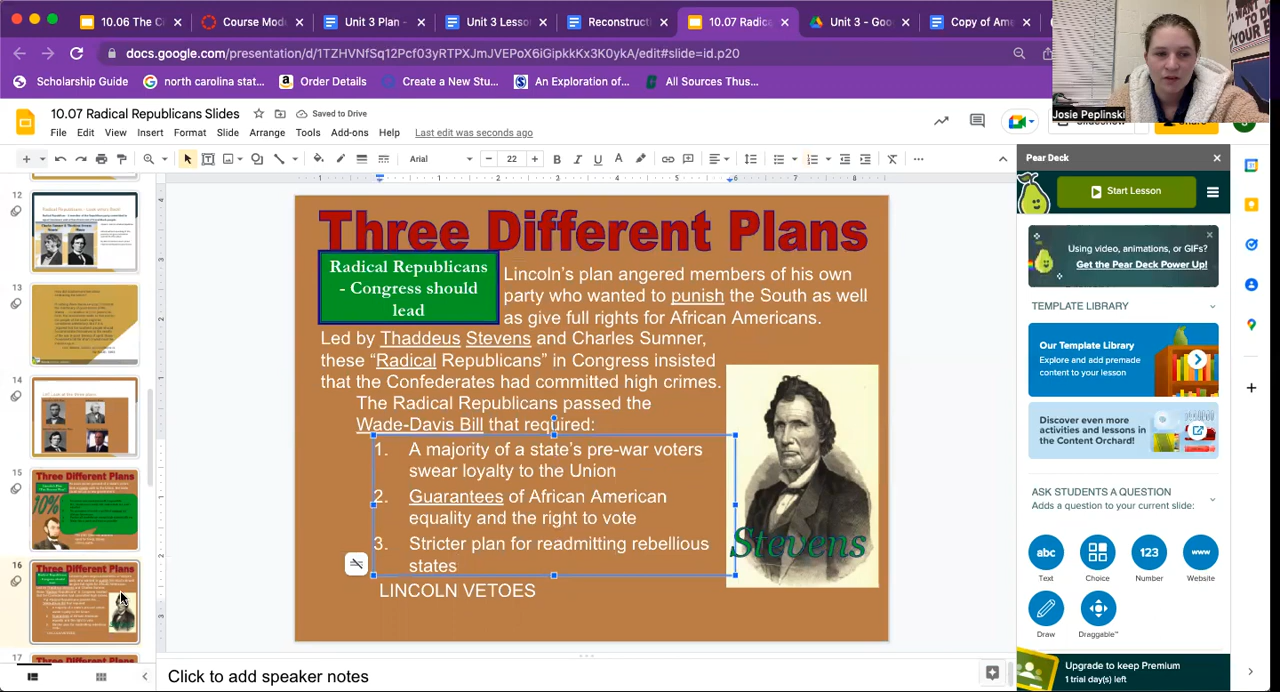 10.06 The C
Course Mod
Unit 3 Plan -
Unit 3 Lesso
Reconstruct
10.07 Radica
Unit 3 - Goo
Copy of Am
docs.google.com/presentation/d/1TZHVNfSq12Pcf03yRTPXJmJVEPoX6iGipkkKx3K0ykA/edit#slide=id.p20
Scholarship Guide
north carolina stat...
Order Details
Create a New Stu...
An Exploration of...
All Sources Thus...
Josie Peplinski
10.07 Radical Republicans Slides
Saved to Drive
File Edit View Insert Format Slide Arrange Tools Add-ons Help
Last edit was seconds ago
Arial
22
Pear Deck
Start Lesson
Using video, animations, or GIFs?
Get the Pear Deck Power Up!
TEMPLATE LIBRARY
Our Template Library
Explore and add premade
content to your lesson
Discover even more
activities and lessons in
the Content Orchard!
ASK STUDENTS A QUESTION
Adds a question to your current slide:
Text
Choice
Number
Website
Draw
Draggable™
Upgrade to keep Premium
1 trial day(s) left
12
13
14
15
16
17
Three Different Plans
Radical Republicans
- Congress should
lead
Lincoln's plan angered members of his own
party who wanted to punish the South as well
as give full rights for African Americans.
Led by Thaddeus Stevens and Charles Sumner,
these "Radical Republicans" in Congress insisted
that the Confederates had committed high crimes.
The Radical Republicans passed the
Wade-Davis Bill that required:
1. A majority of a state's pre-war voters
swear loyalty to the Union
2. Guarantees of African American
equality and the right to vote
3. Stricter plan for readmitting rebellious
states
LINCOLN VETOES
Stevens
Click to add speaker notes